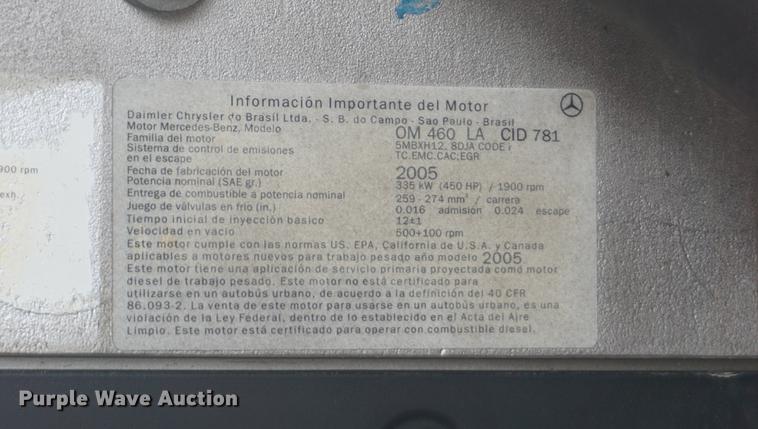 Información Importante del Motor
Daimler Chrysler do Brasil Ltda. - S. B. do Campo - Sao Paulo - Brasil
Motor Mercedes-Benz, Modelo OM 460 LA CID 781
Familia del motor 5MBXH12. 8DJA CODE
Sistema de control de emisiones
en el escape TC.EMC.CAC;EGR
Fecha de fabricación del motor 2005
Potencia nominal (SAE gr.) 335 kW (450 HP) / 1900 rpm
Entrega de combustible a potencia nominal 259 - 274 mm³ / carrera
Juego de válvulas en frío (in.) 0.016 admisión 0.024 escape
Tiempo inicial de inyección básico 12±1
Velocidad en vacío 500+100 rpm
Este motor cumple con las normas US. EPA, California de U.S.A. y Canada
aplicables a motores nuevos para trabajo pesado año modelo 2005
Este motor tiene una aplicación de servicio primaria proyectada como motor
diesel de trabajo pesado. Este motor no está certificado para
utilizarse en un autobús urbano, de acuerdo a la definición del 40 CFR
86.093-2. La venta de este motor para usarse en un autobús urbano, es una
violación de la Ley Federal, dentro de lo establecido en el Acta del Aire
Limpio. Este motor está certificado para operar con combustible diesel.
900 rpm
exh.
Purple Wave Auction